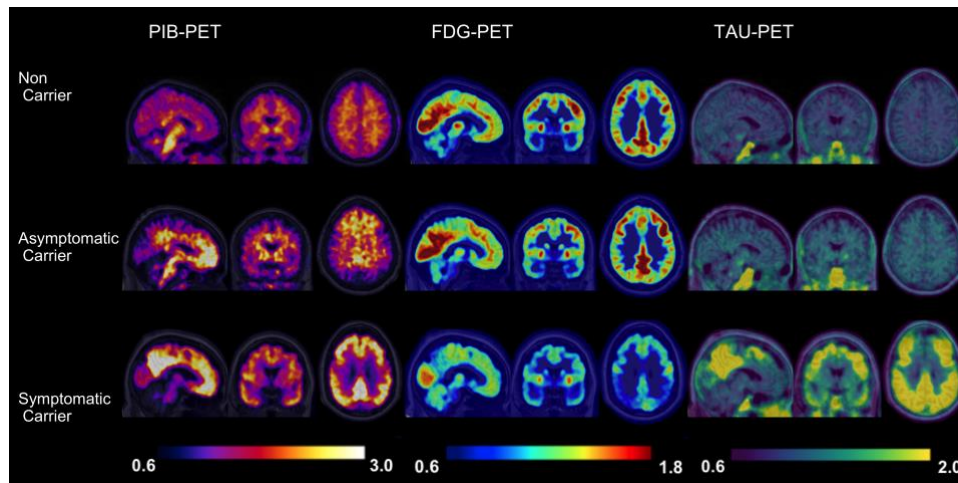 PIB-PET
FDG-PET
TAU-PET
Non
Carrier
Asymptomatic
Carrier
Symptomatic
Carrier
0.6
3.0
0.6
1.8
0.6
2.0